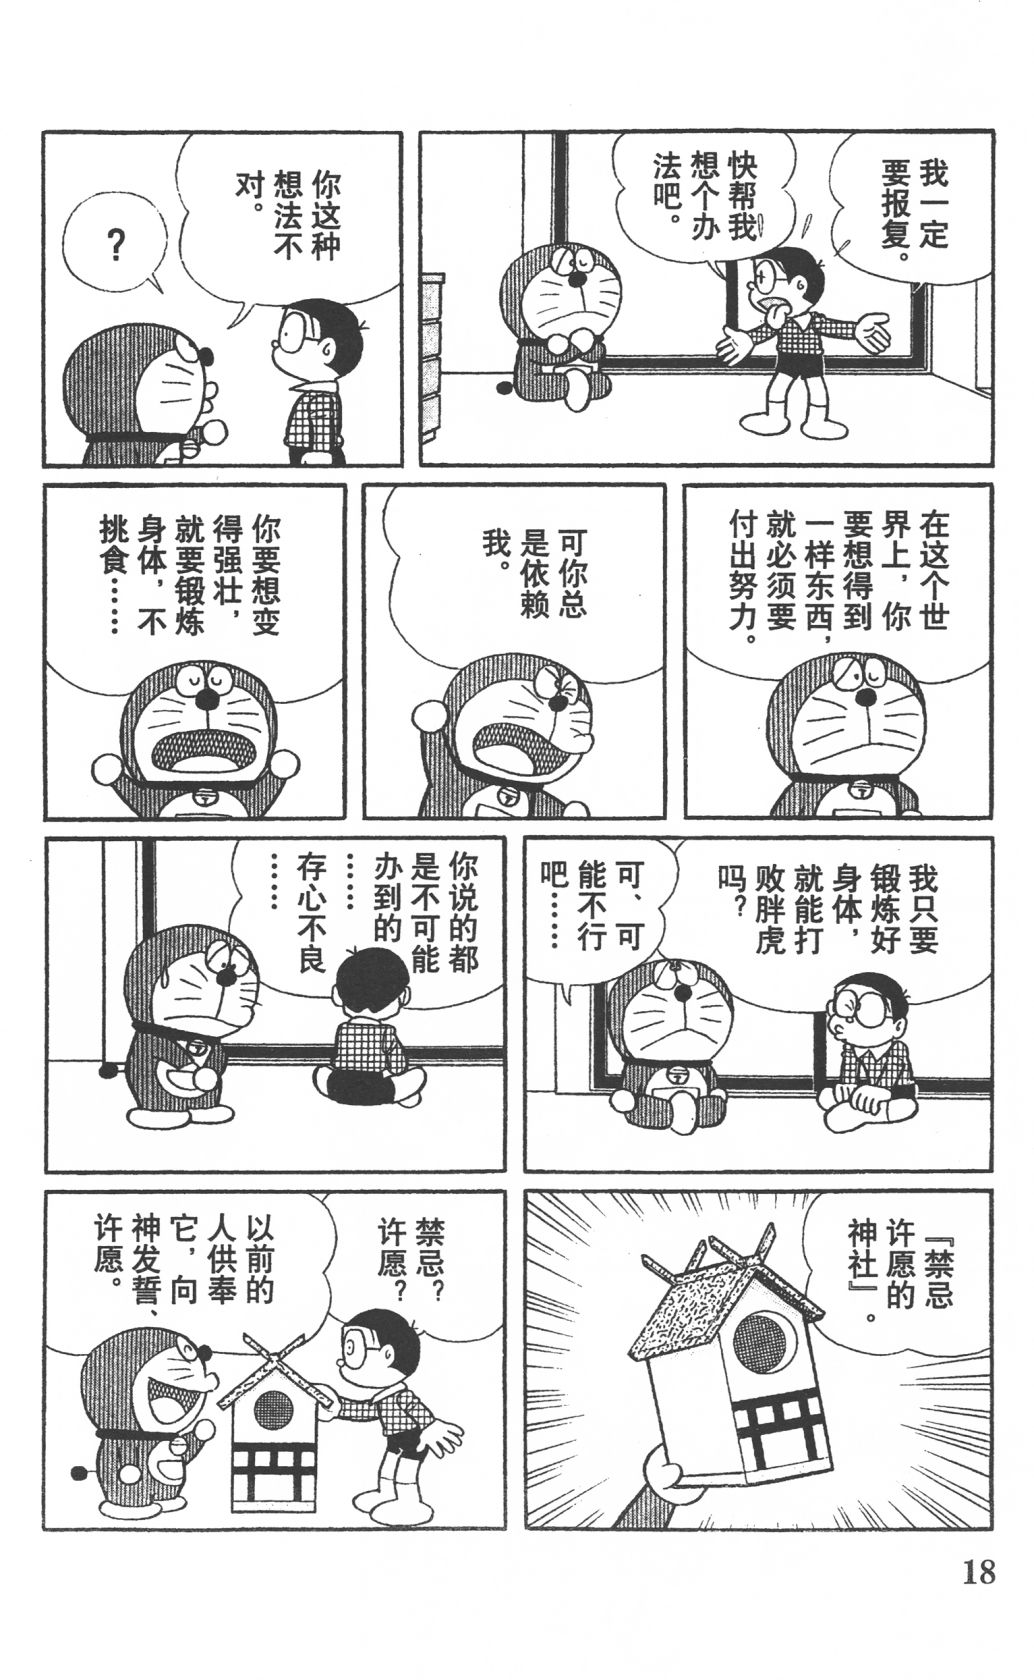 我一定
要报复。
快帮我
想个办
法吧。
你这种
想法不
对。
?
在这个世
界上，你
要想得到
一样东西，
就必须要
付出努力。
可你总
是依赖
我。
你要想变
得强壮，
就要锻炼
身体，不
挑食……
我只要
锻炼好
身体，
就能打
败胖虎
吗？
可、可
能不行
吧……
你说的都
是不可能
办到的
……
存心不良
……
『禁忌
许愿的
神社』。
禁忌？
许愿？
以前的
人供奉
它，向
神发誓、
许愿。
18